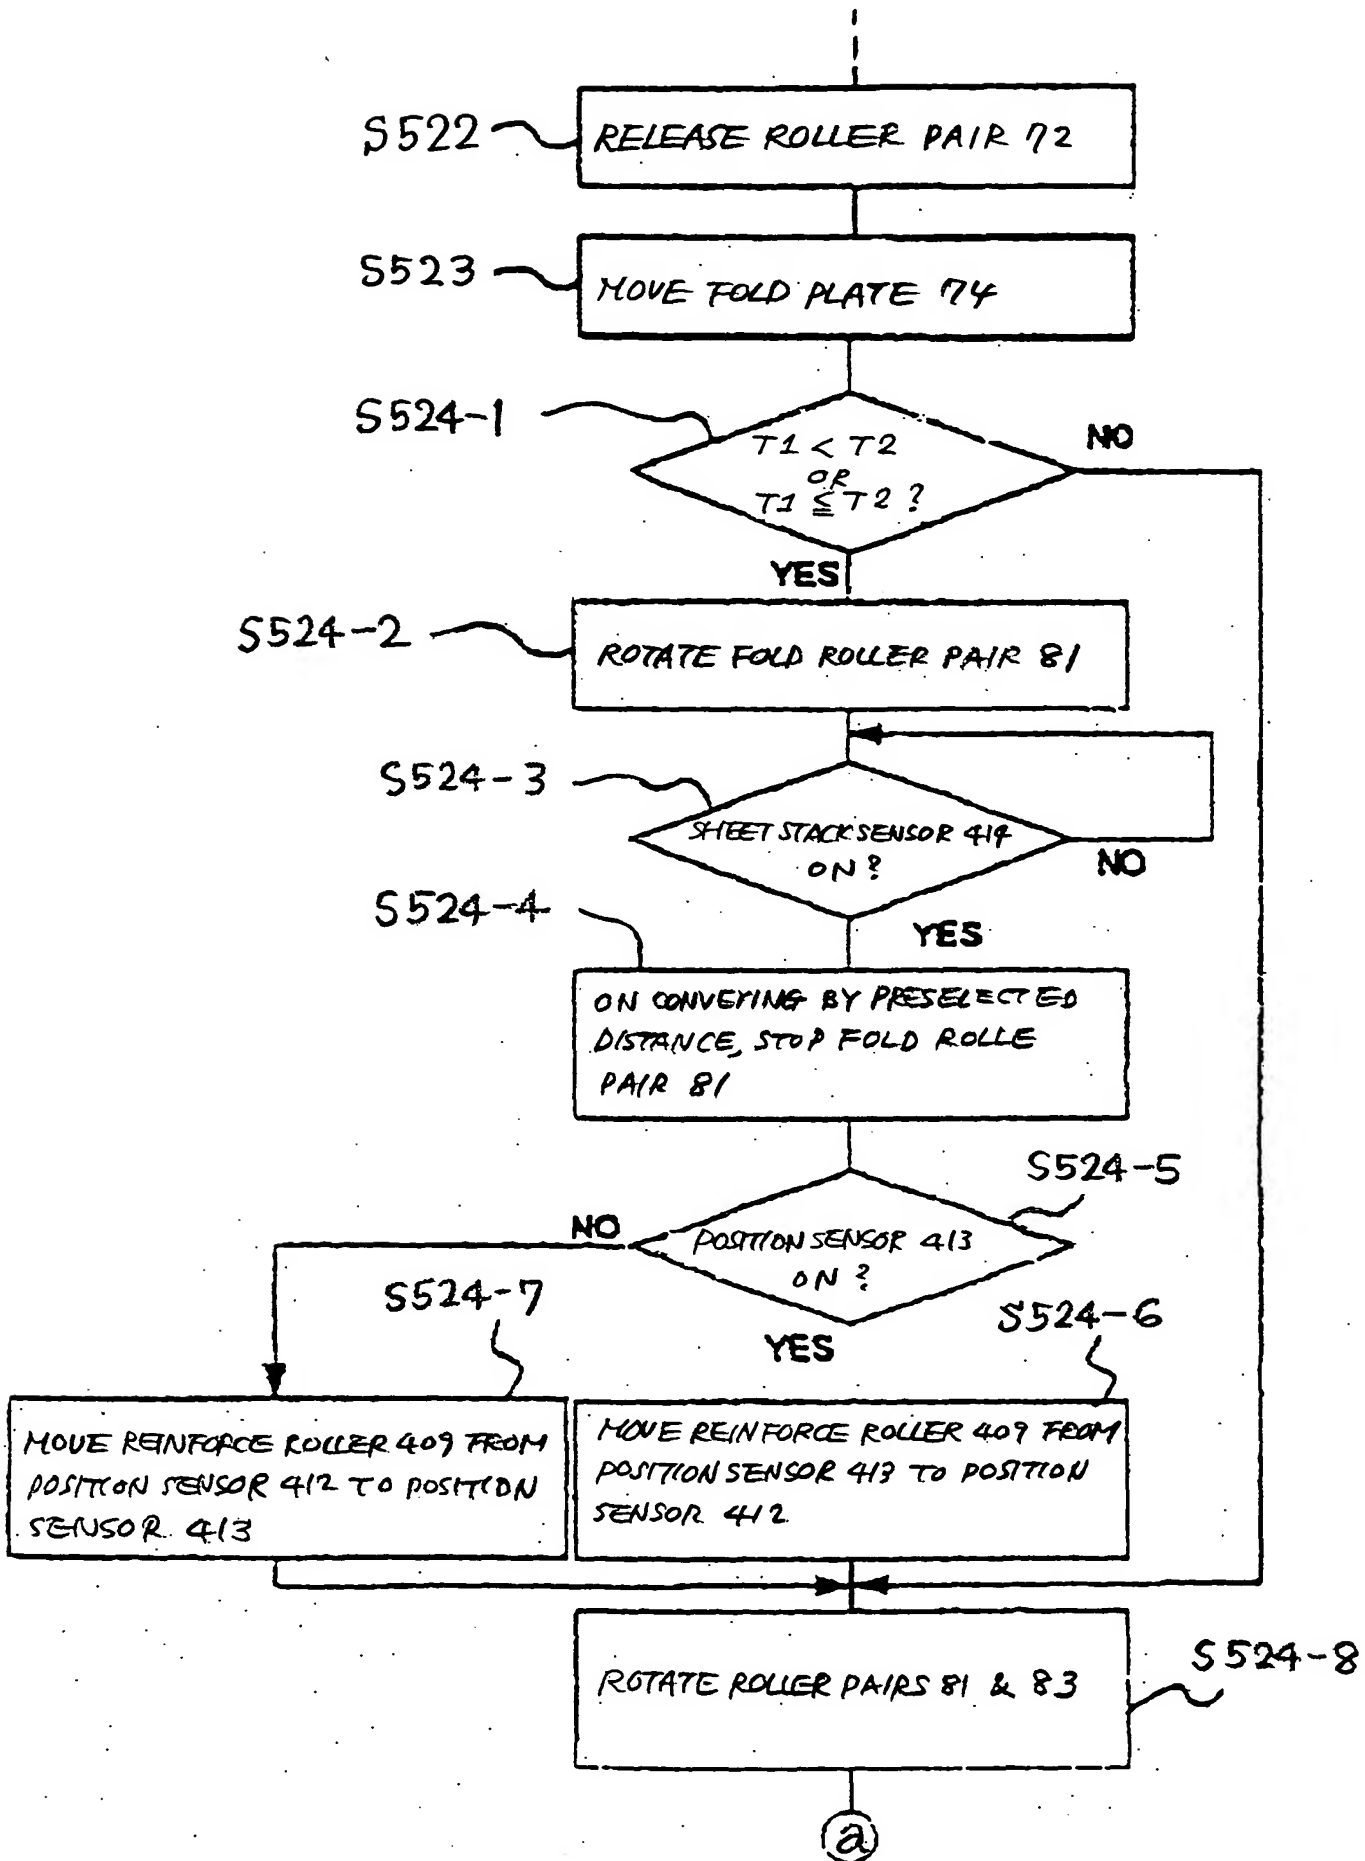 S522
RELEASE ROLLER PAIR 72
S523
MOVE FOLD PLATE 74
S524-1
T1 < T2
OR
T1 ≦ T2 ?
NO
YES
S524-2
ROTATE FOLD ROLLER PAIR 81
S524-3
SHEET STACK SENSOR 414
ON ?
NO
S524-4
YES
ON CONVEYING BY PRESELECTED
DISTANCE, STOP FOLD ROLLE
PAIR 81
S524-5
NO
POSITION SENSOR 413
ON ?
S524-7
S524-6
YES
MOVE REINFORCE ROLLER 409 FROM
POSITION SENSOR 412 TO POSITION
SENSOR 413
MOVE REINFORCE ROLLER 409 FROM
POSITION SENSOR 413 TO POSITION
SENSOR 412
ROTATE ROLLER PAIRS 81 & 83
S524-8
a